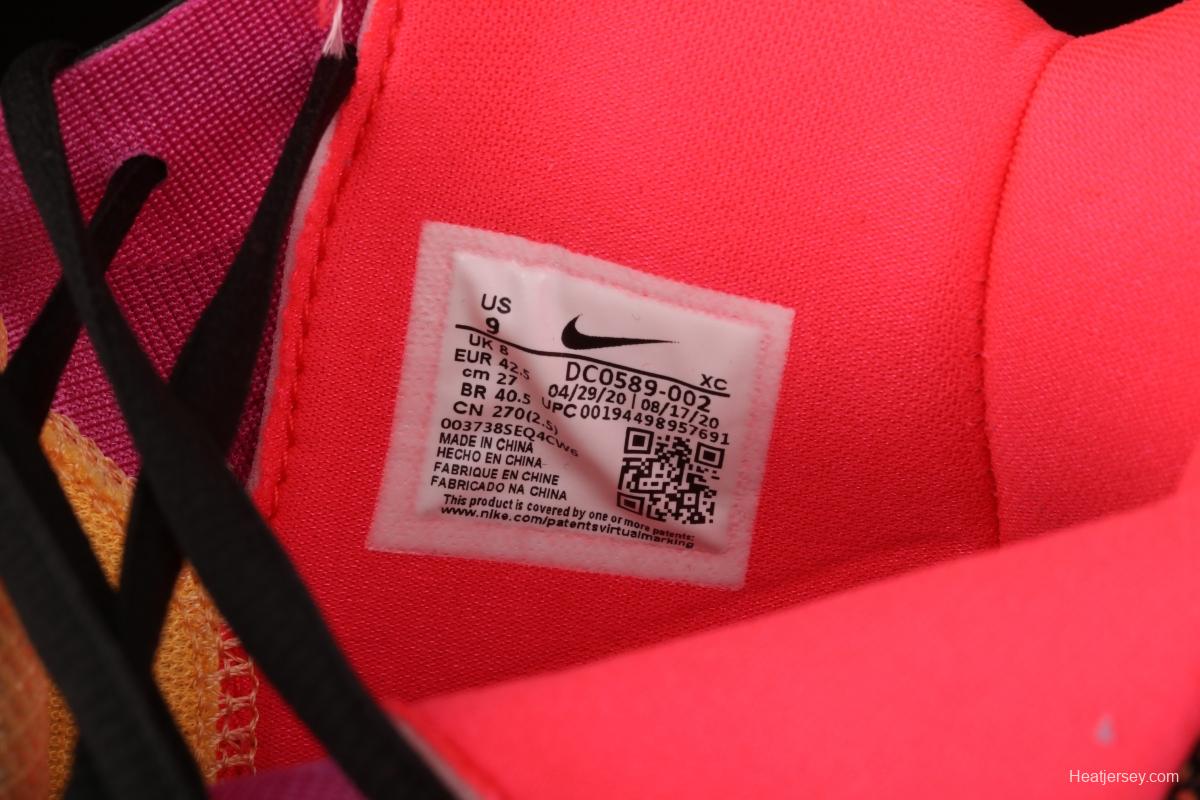 US
9
UK 8
EUR 42.5
cm 27
BR 40.5
CN 270(2.5)
XC
DC0589-002
04/29/20 | 08/17/20
UPC 00194498957691
003738SEQ4CW6
MADE IN CHINA
HECHO EN CHINA
FABRIQUE EN CHINE
FABRICADO NA CHINA
This product is covered by one or more patents:
www.nike.com/patentsvirtualmarking
Heatjersey.com